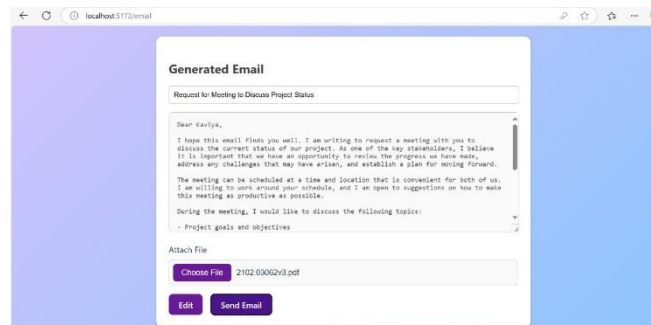 localhost:5173/email
Generated Email
Request for Meeting to Discuss Project Status
Dear Kaviya,
I hope this email finds you well. I am writing to request a meeting with you to
discuss the current status of our project. As one of the key stakeholders, I believe
it is important that we have an opportunity to review the progress we have made,
address any challenges that may have arisen, and establish a plan for moving forward.
The meeting can be scheduled at a time and location that is convenient for both of us.
I am willing to work around your schedule, and I am open to suggestions on how to make
this meeting as productive as possible.
During the meeting, I would like to discuss the following topics:
- Project goals and objectives
Attach File
Choose File 2102.03062v3.pdf
Edit Send Email